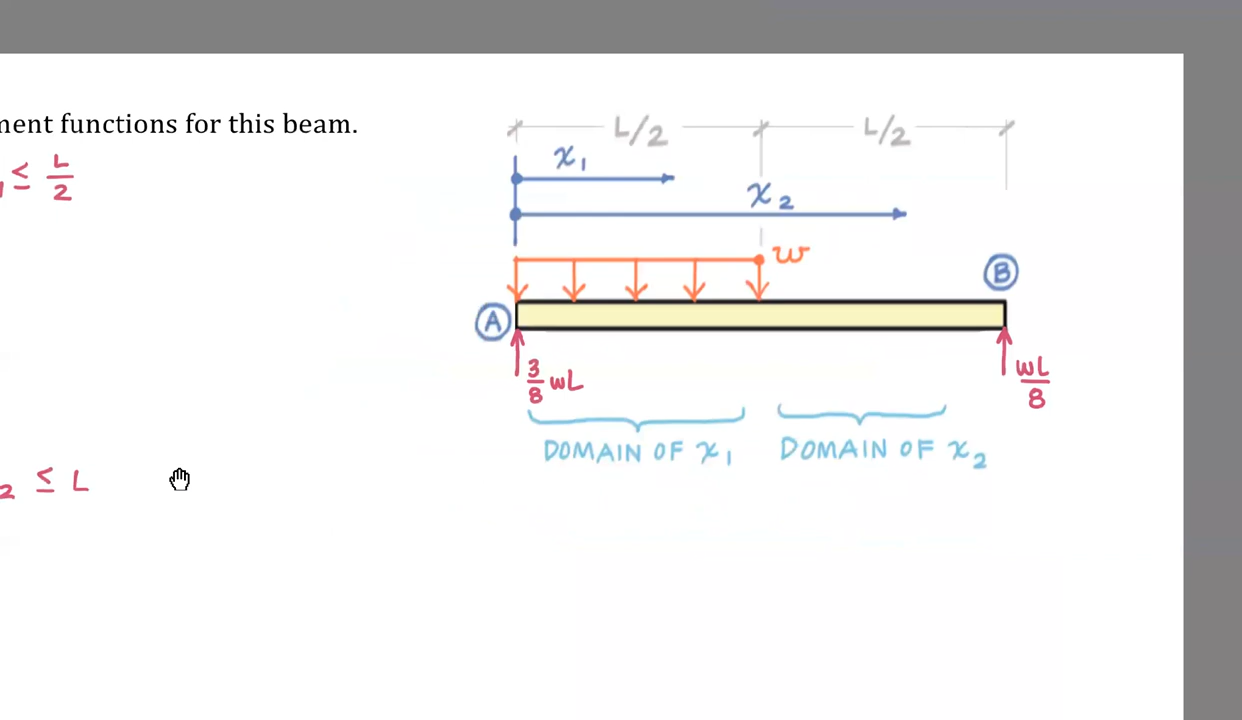 ment functions for this beam.
≤ L/2
L/2 L/2
x₁
x₂
w
B
A
3/8 wL
wL/8
DOMAIN OF x₁ DOMAIN OF x₂
₂ ≤ L